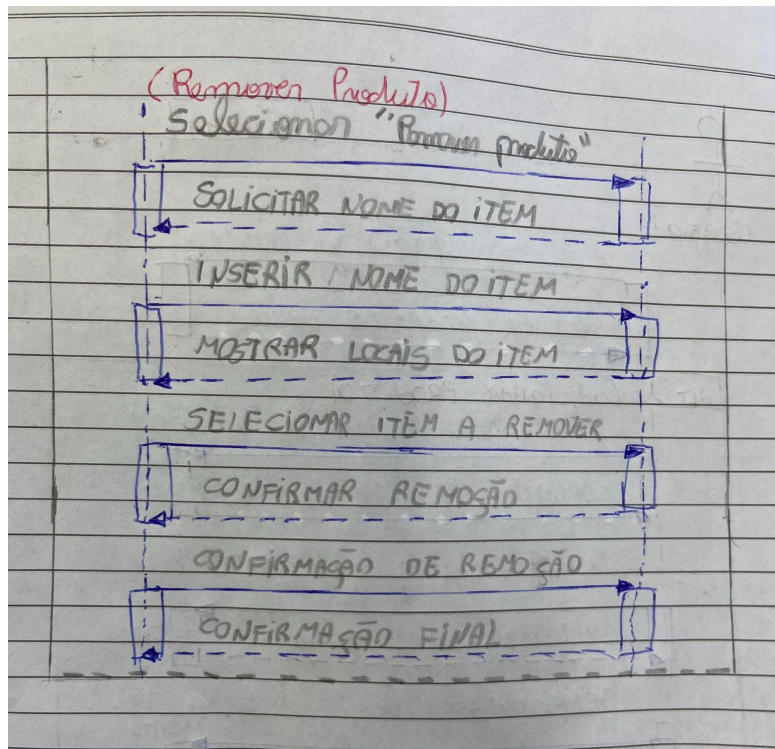 (Remover Produto)
Selecionar "Remover produto"
SOLICITAR NOME DO ITEM
INSERIR NOME DO ITEM
MOSTRAR LOCAIS DO ITEM
SELECIONAR ITEM A REMOVER
CONFIRMAR REMOÇÃO
CONFIRMAÇÃO DE REMOÇÃO
CONFIRMAÇÃO FINAL